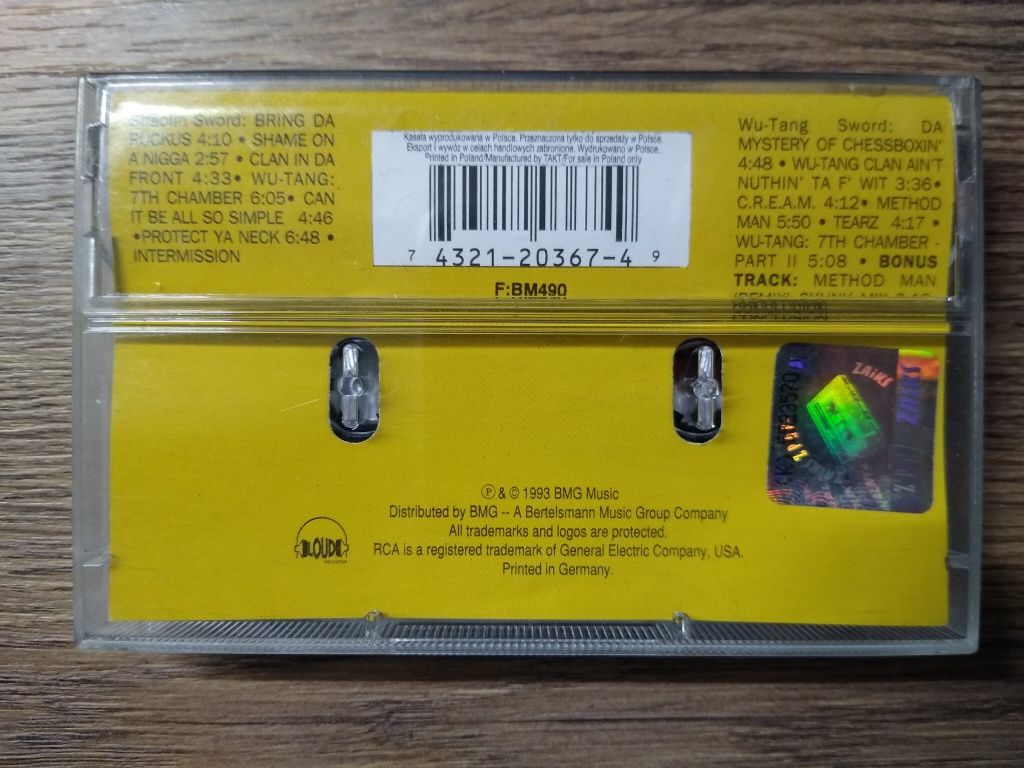 Shaolin Sword: BRING DA
RUCKUS 4:10 • SHAME ON
A NIGGA 2:57 • CLAN IN DA
FRONT 4:33 • WU-TANG:
7TH CHAMBER 6:05 • CAN
IT BE ALL SO SIMPLE 4:46
•PROTECT YA NECK 6:48 •
INTERMISSION
Kaseta wyprodukowana w Polsce. Przeznaczona tylko do sprzedaży w Polsce.
Eksport i wywóz w celach handlowych zabronione. Wydrukowano w Polsce.
Printed in Poland/Manufactured by TAKT/For sale in Poland only
7 4321-20367-4 9
F:BM490
Wu-Tang Sword: DA
MYSTERY OF CHESSBOXIN'
4:48 • WU-TANG CLAN AIN'T
NUTHIN' TA F' WIT 3:36 •
C.R.E.A.M. 4:12 • METHOD
MAN 5:50 • TEARZ 4:17 •
WU-TANG: 7TH CHAMBER -
PART II 5:08 • BONUS
TRACK: METHOD MAN
(REMIX) SKUNK MIX
CONCLUSION
ZAiKS
ZAiKS
℗ & © 1993 BMG Music
Distributed by BMG -- A Bertelsmann Music Group Company
All trademarks and logos are protected.
RCA is a registered trademark of General Electric Company, USA.
Printed in Germany.
LOUD